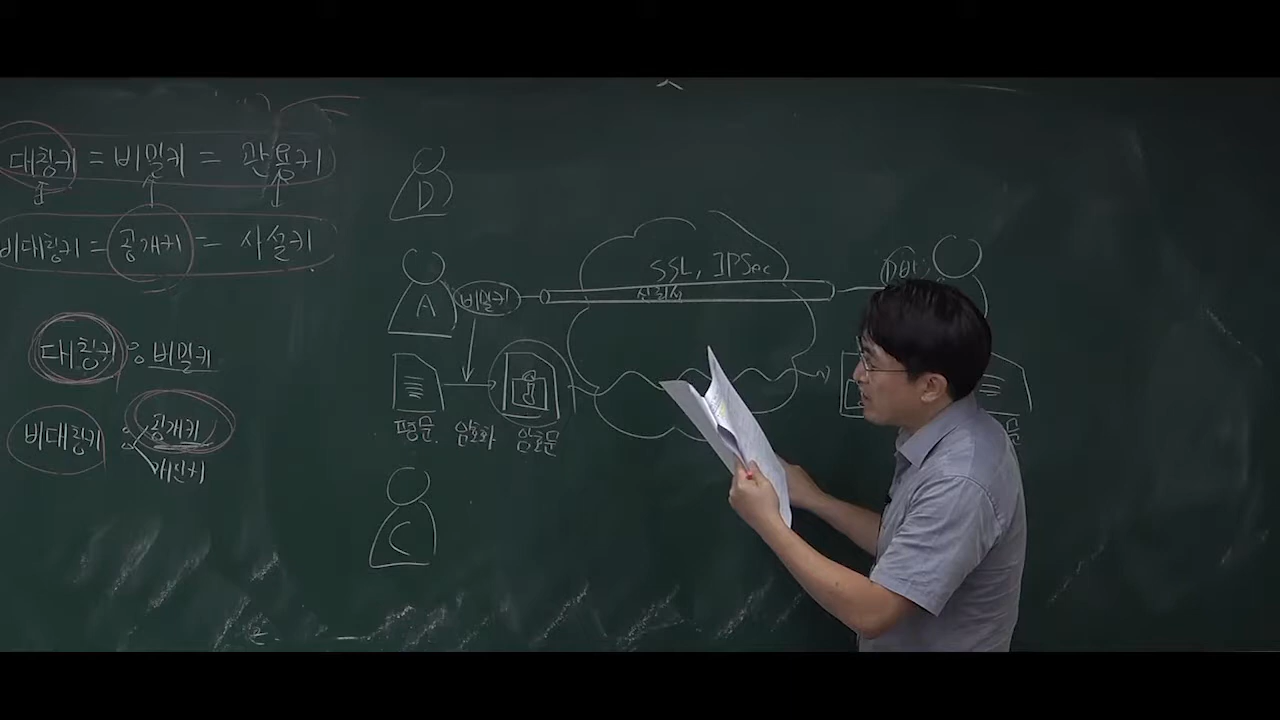 대칭키 = 비밀키 = 관용키
비대칭키 = 공개키 = 사설키
대칭키 : 비밀키
비대칭키 : 공개키
개인키
D
A
비밀키
SSL, IPSec
평문
암호화
암호문
C